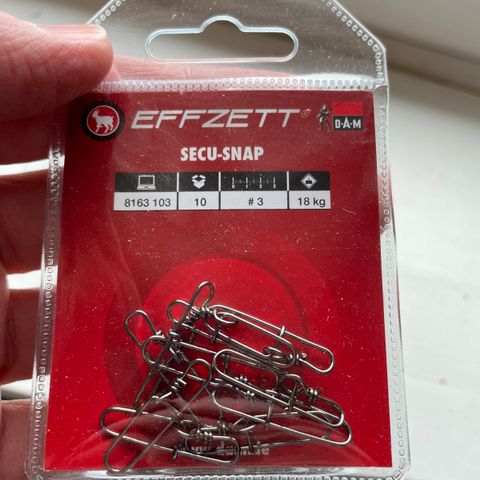 EFFZETT®
D·A·M
SECU-SNAP
8163 103 10 # 3 18 kg